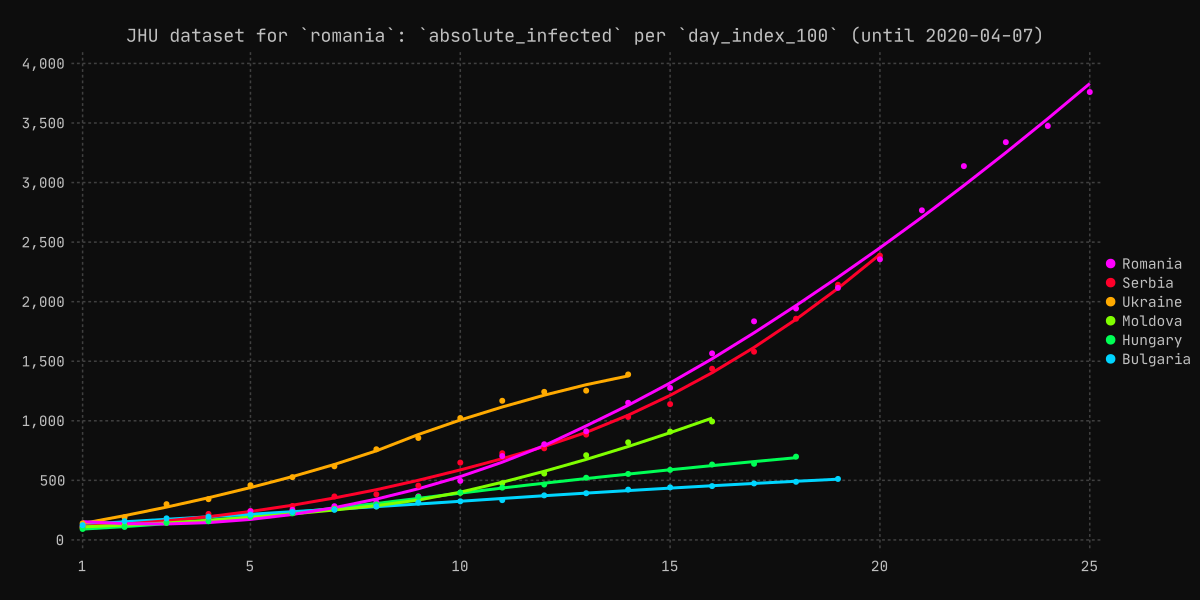 JHU dataset for `romania`: `absolute_infected` per `day_index_100` (until 2020-04-07)
4,000
3,500
3,000
2,500
2,000
1,500
1,000
500
0
1 5 10 15 20 25
Romania
Serbia
Ukraine
Moldova
Hungary
Bulgaria